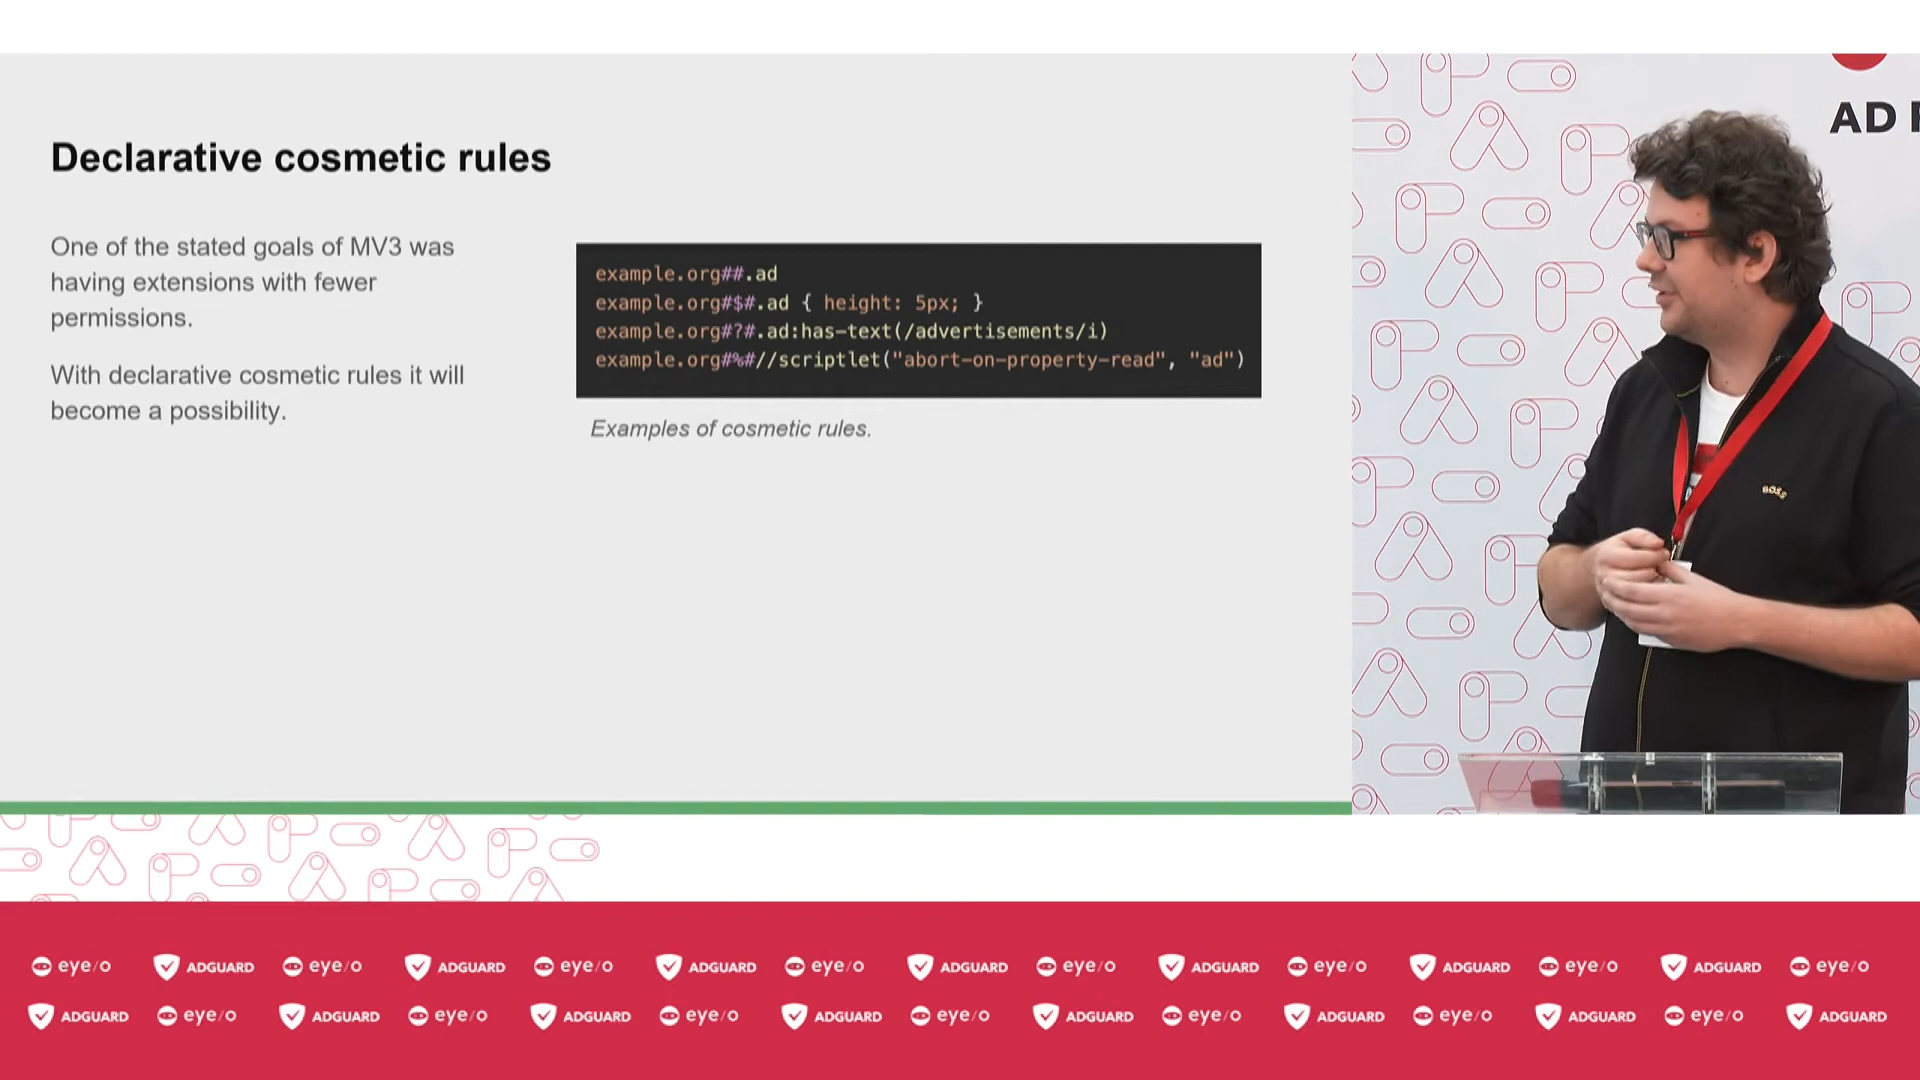 Declarative cosmetic rules
One of the stated goals of MV3 was
having extensions with fewer
permissions.
With declarative cosmetic rules it will
become a possibility.
example.org##.ad
example.org#$#.ad { height: 5px; }
example.org#?#.ad:has-text(/advertisements/i)
example.org#%#//scriptlet("abort-on-property-read", "ad")
Examples of cosmetic rules.
AD
BOSS
eye/o ADGUARD eye/o ADGUARD eye/o ADGUARD eye/o ADGUARD eye/o ADGUARD eye/o ADGUARD eye/o ADGUARD eye/o
ADGUARD eye/o ADGUARD eye/o ADGUARD eye/o ADGUARD eye/o ADGUARD eye/o ADGUARD eye/o ADGUARD eye/o ADGUARD